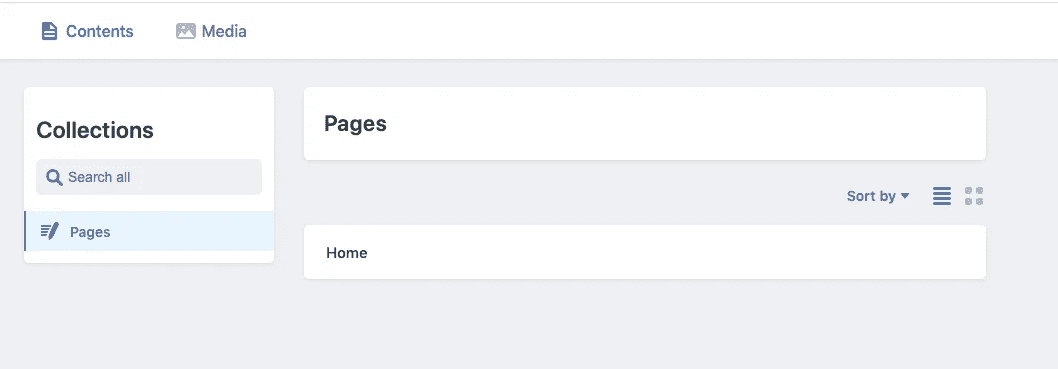 Contents Media
Collections
Search all
Pages
Pages
Sort by
Home